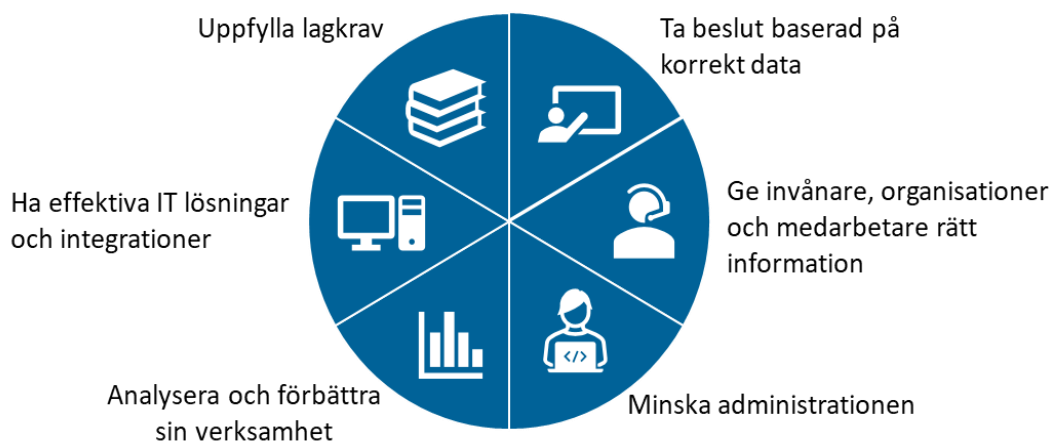 Uppfylla lagkrav
Ta beslut baserad på
korrekt data
Ha effektiva IT lösningar
och integrationer
Ge invånare, organisationer
och medarbetare rätt
information
Analysera och förbättra
sin verksamhet
Minska administrationen
</>